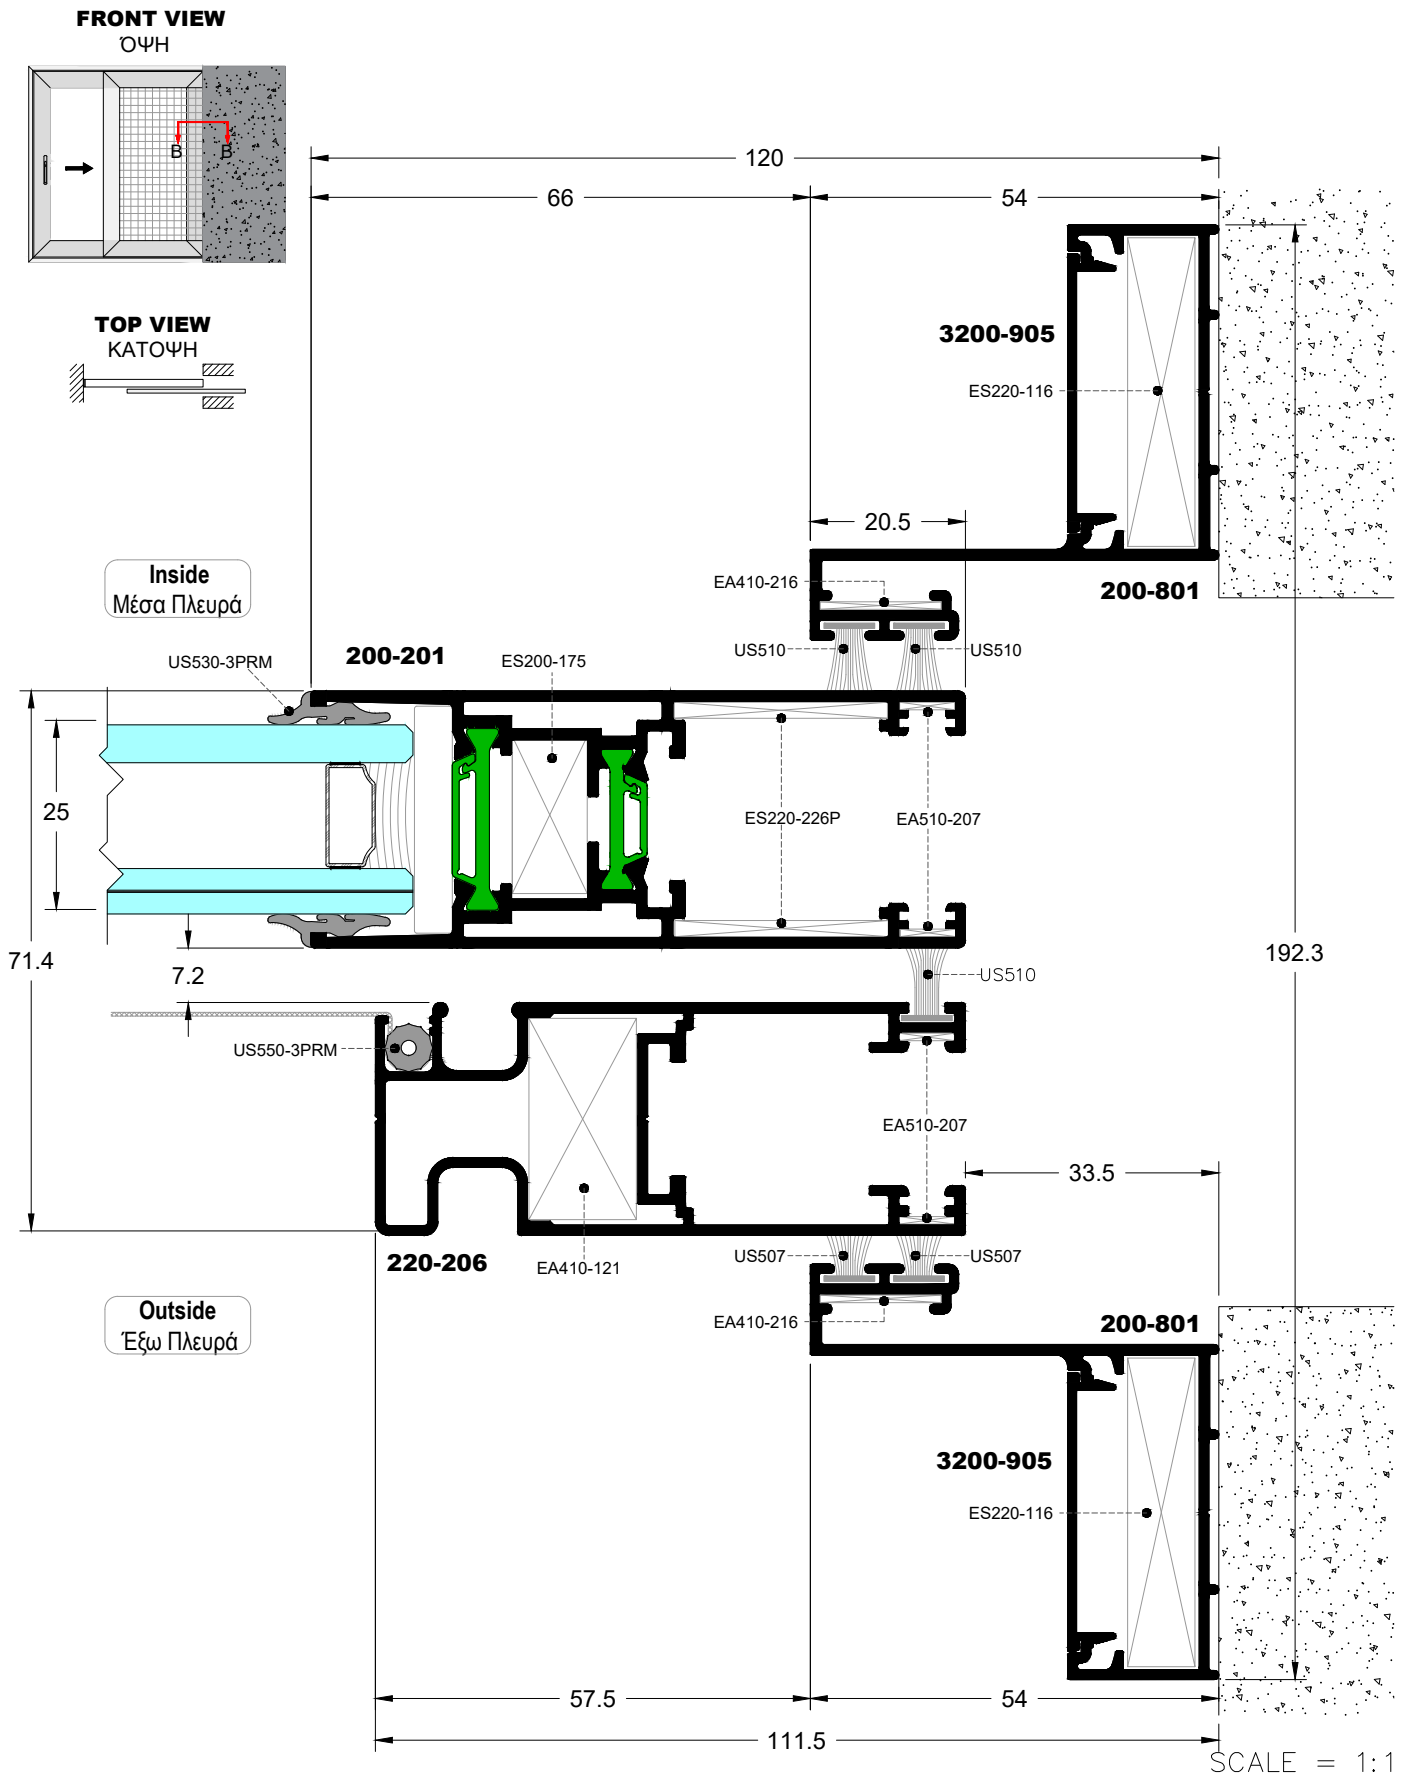 FRONT VIEW
ΌΨΗ
B B
TOP VIEW
ΚΑΤΟΨΗ
120
66 54
3200-905
ES220-116
20.5
EA410-216
200-801
Inside
Μέσα Πλευρά
US510 US510
US530-3PRM
200-201
ES200-175
25
ES220-226P
EA510-207
71.4
7.2
192.3
US510
US550-3PRM
EA510-207
33.5
220-206
EA410-121
US507 US507
Outside
Έξω Πλευρά
EA410-216
200-801
3200-905
ES220-116
57.5 54
111.5
SCALE = 1:1